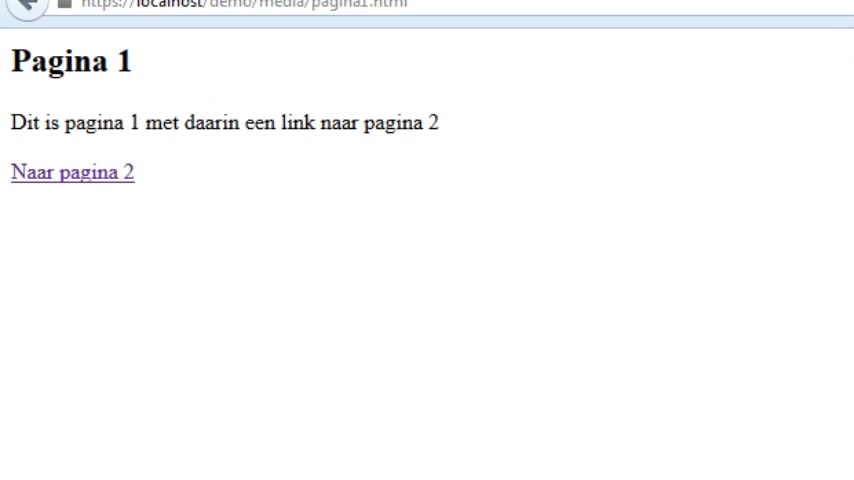 https://localhost/demo/media/pagina1.html
Pagina 1
Dit is pagina 1 met daarin een link naar pagina 2
Naar pagina 2